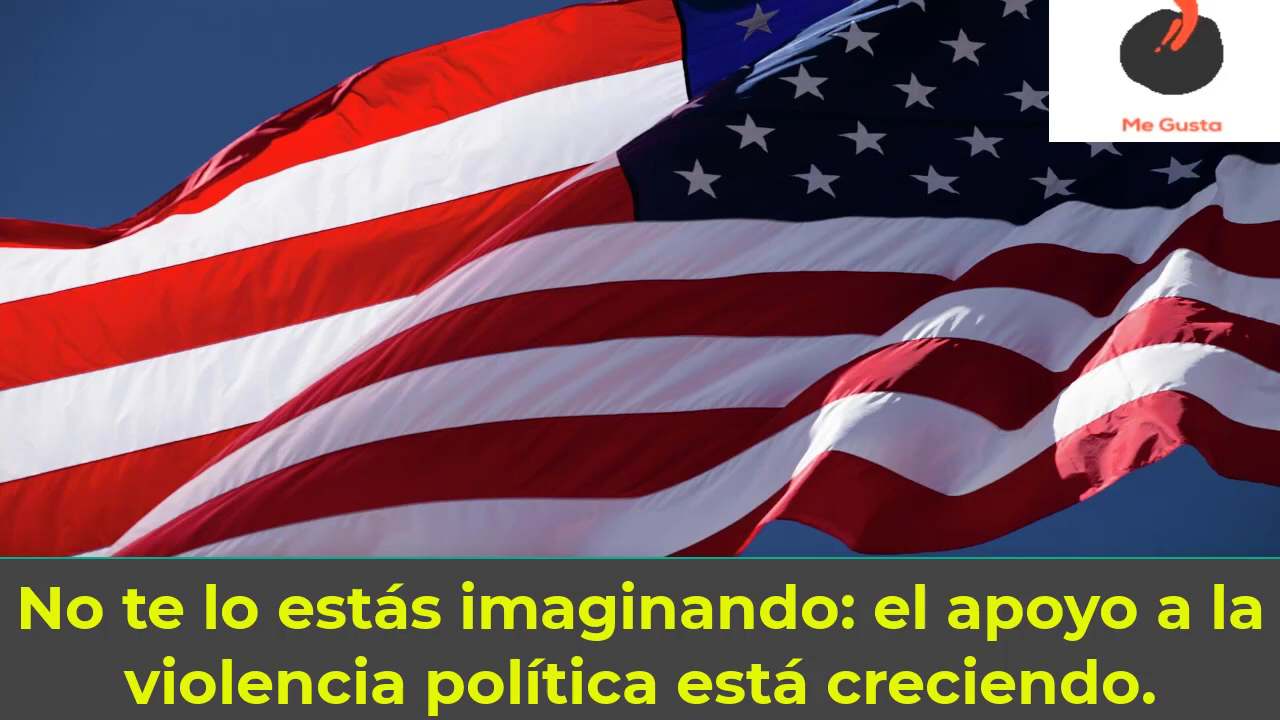 Me Gusta
No te lo estás imaginando: el apoyo a la
violencia política está creciendo.